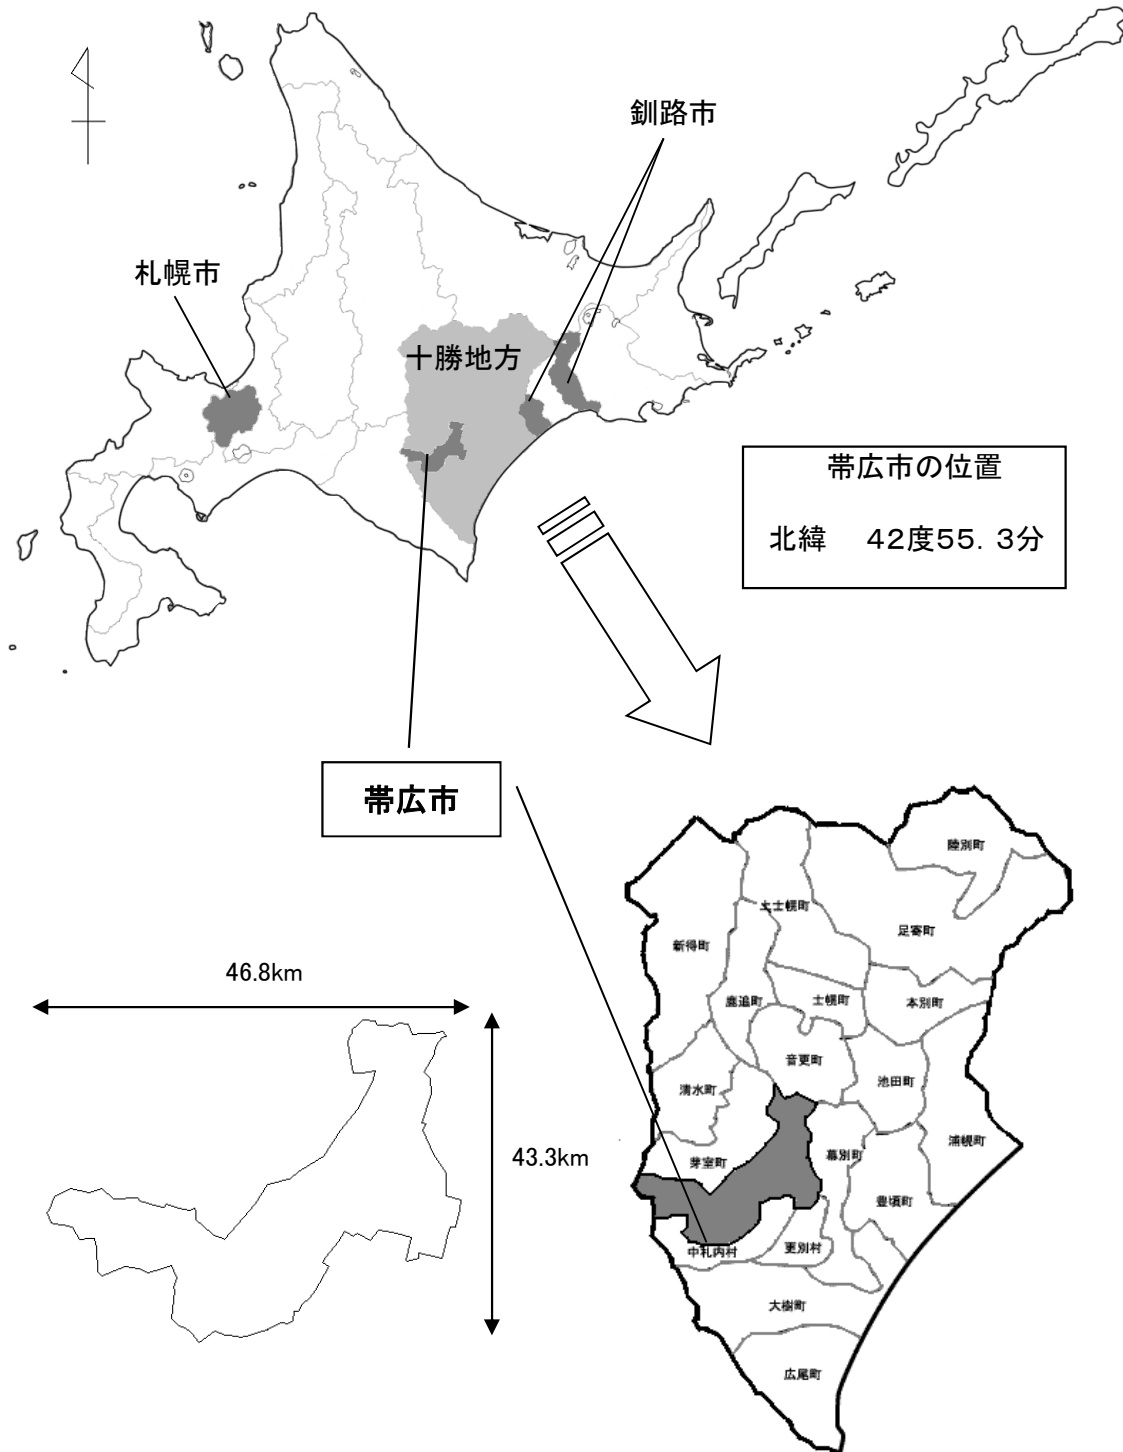 釧路市
札幌市
十勝地方
帯広市の位置
北緯　42度55．3分
帯広市
陸別町
上士幌町
足寄町
新得町
鹿追町
士幌町
本別町
音更町
池田町
清水町
浦幌町
幕別町
芽室町
豊頃町
更別村
中札内村
大樹町
広尾町
46.8km
43.3km